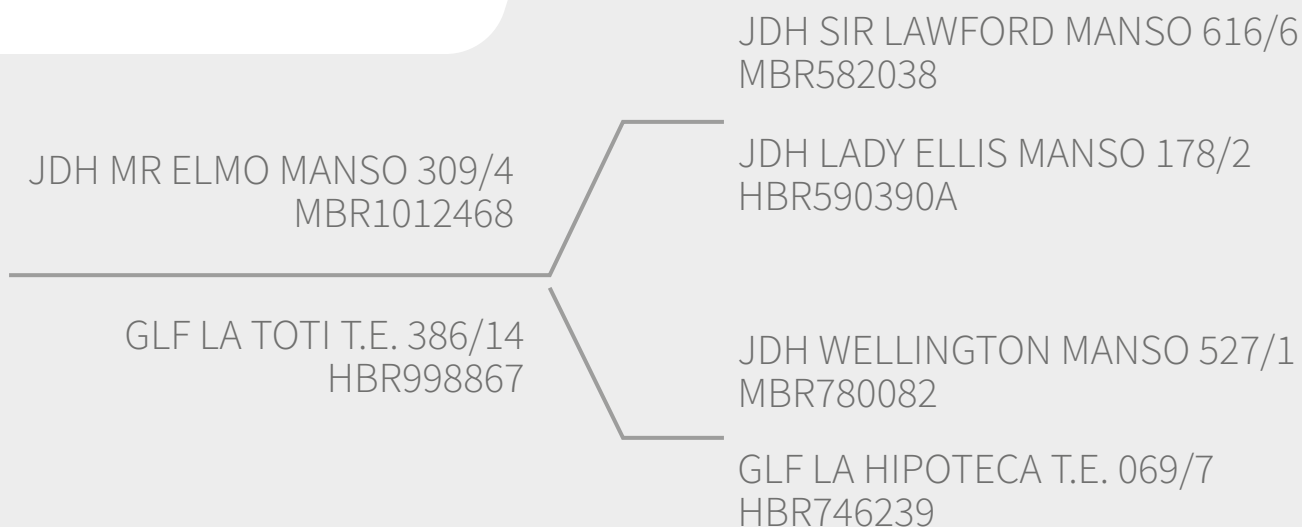 JDH SIR LAWFORD MANSO 616/6
MBR582038
JDH MR ELMO MANSO 309/4
MBR1012468
JDH LADY ELLIS MANSO 178/2
HBR590390A
GLF LA TOTI T.E. 386/14
HBR998867
JDH WELLINGTON MANSO 527/1
MBR780082
GLF LA HIPOTECA T.E. 069/7
HBR746239